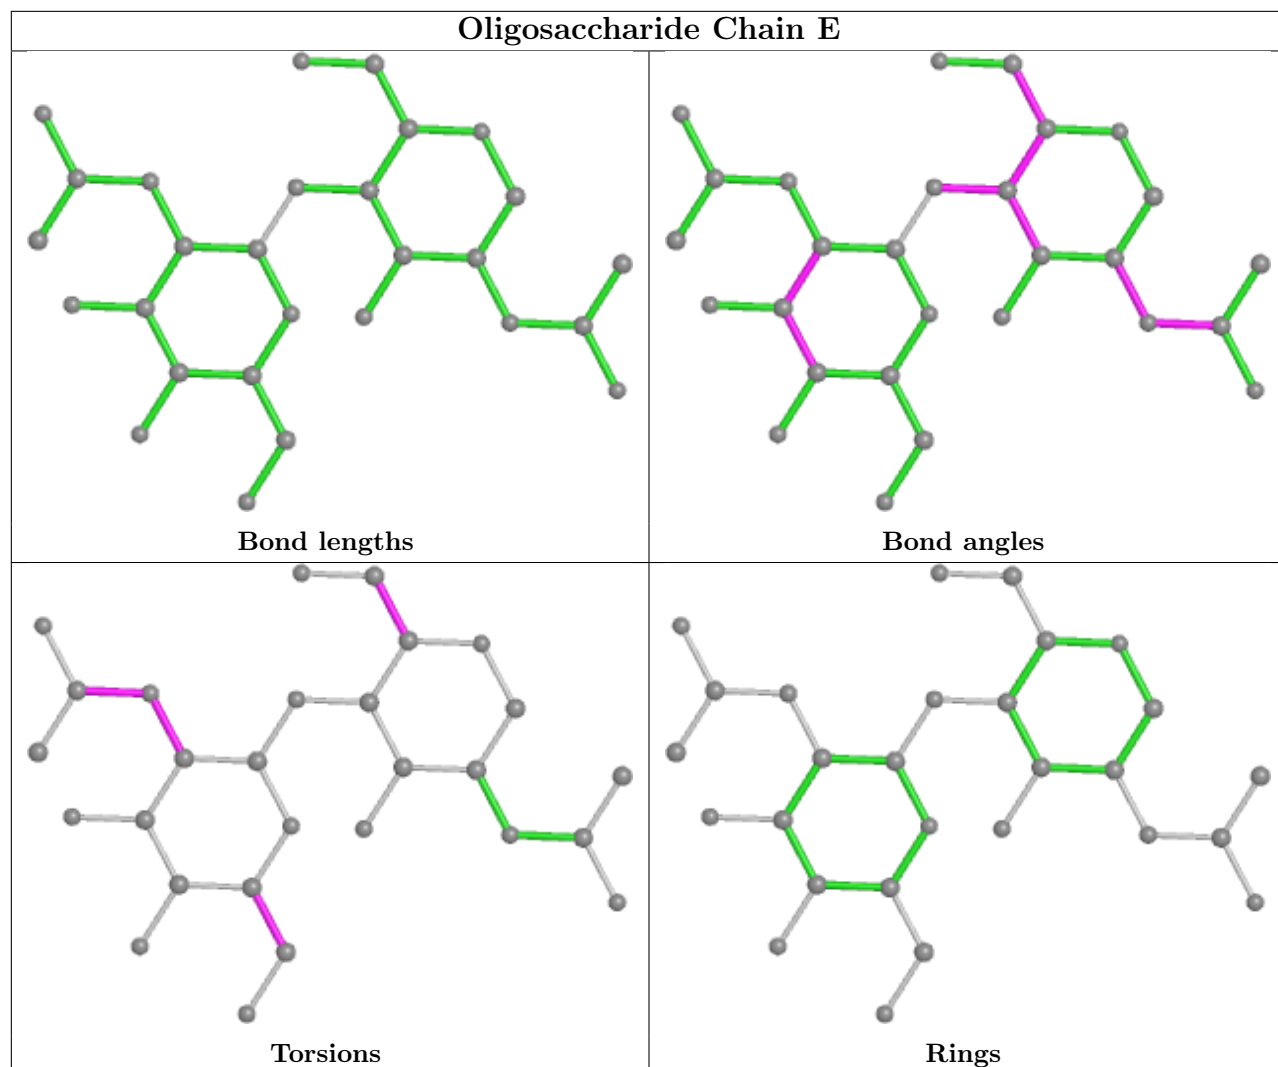 Oligosaccharide Chain E
Bond lengths
Bond angles
Torsions
Rings